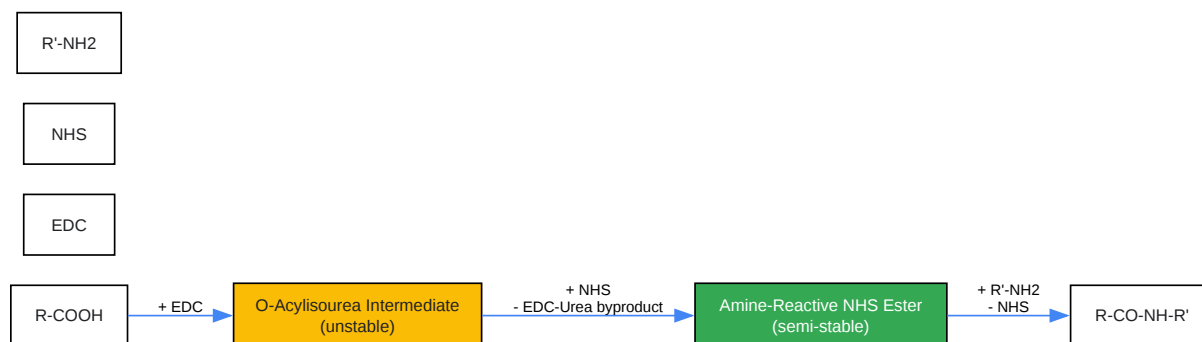 R'-NH2
NHS
EDC
R-COOH
+ EDC
O-Acylisourea Intermediate
(unstable)
+ NHS
- EDC-Urea byproduct
Amine-Reactive NHS Ester
(semi-stable)
+ R'-NH2
- NHS
R-CO-NH-R'